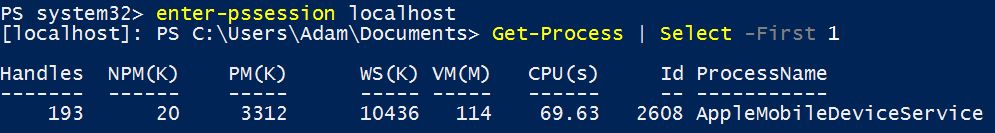 PS system32> enter-pssession localhost
[localhost]: PS C:\Users\Adam\Documents> Get-Process | Select -First 1
Handles  NPM(K)    PM(K)      WS(K) VM(M)   CPU(s)     Id ProcessName
-------  ------    -----      ----- -----   ------     -- -----------
    193      20     3312      10436   114    69.63   2608 AppleMobileDeviceService